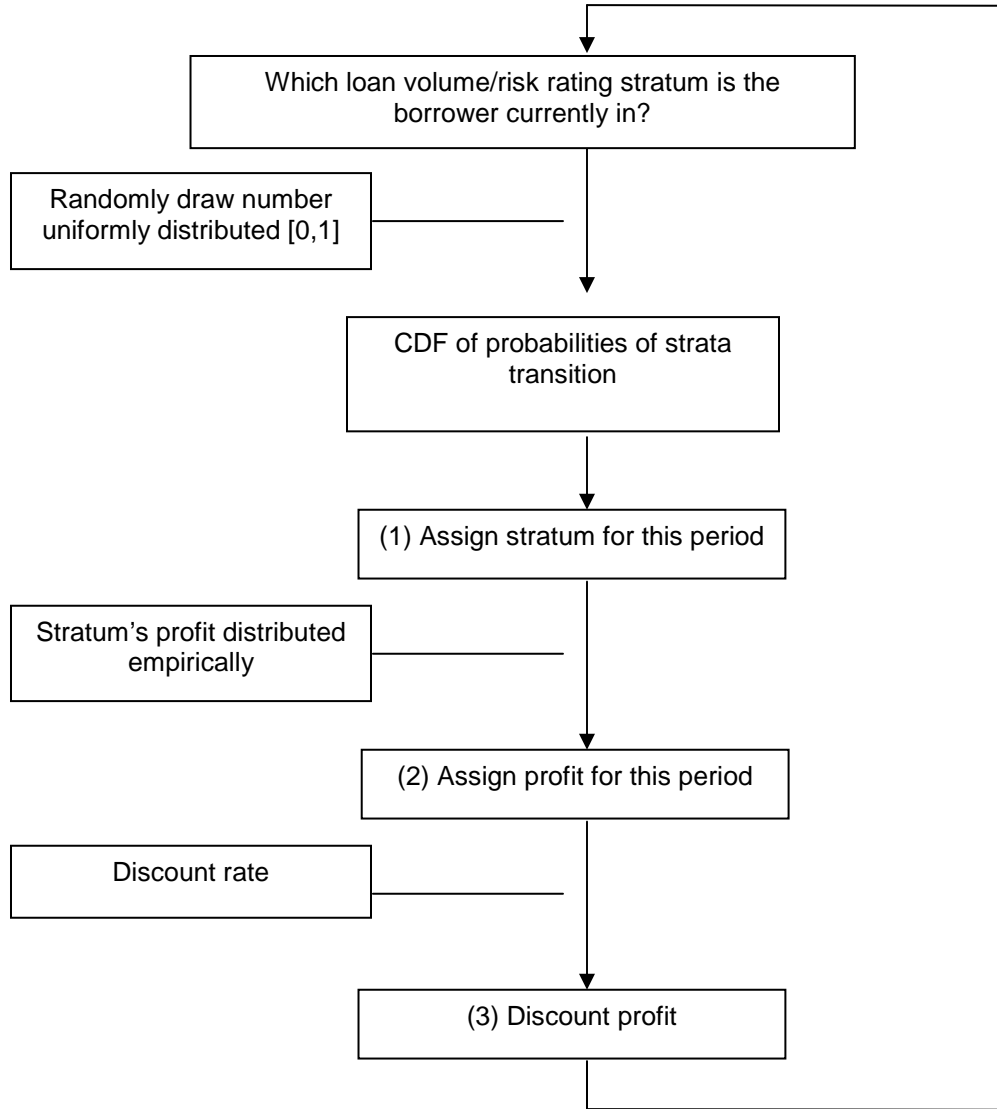 Which loan volume/risk rating stratum is the
borrower currently in?
Randomly draw number
uniformly distributed [0,1]
CDF of probabilities of strata
transition
(1) Assign stratum for this period
Stratum’s profit distributed
empirically
(2) Assign profit for this period
Discount rate
(3) Discount profit